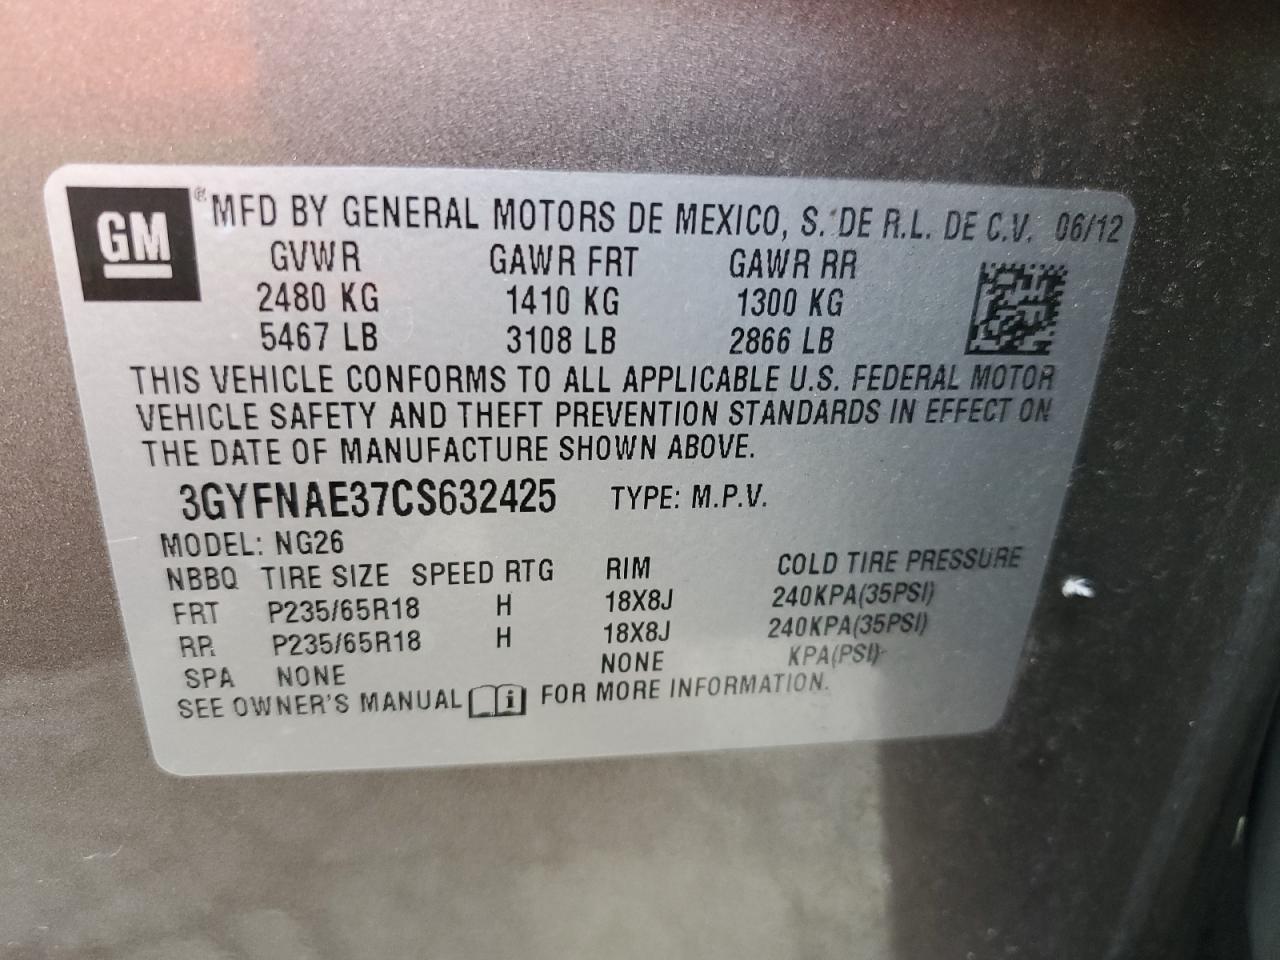 GM ® MFD BY GENERAL MOTORS DE MEXICO, S. DE R.L. DE C.V. 06/12
GVWR GAWR FRT GAWR RR
2480 KG 1410 KG 1300 KG
5467 LB 3108 LB 2866 LB
THIS VEHICLE CONFORMS TO ALL APPLICABLE U.S. FEDERAL MOTOR
VEHICLE SAFETY AND THEFT PREVENTION STANDARDS IN EFFECT ON
THE DATE OF MANUFACTURE SHOWN ABOVE.
3GYFNAE37CS632425 TYPE: M.P.V.
MODEL: NG26
NBBQ TIRE SIZE SPEED RTG RIM COLD TIRE PRESSURE
FRT P235/65R18 H 18X8J 240KPA(35PSI)
RR P235/65R18 H 18X8J 240KPA(35PSI)
SPA NONE NONE KPA(PSI)
SEE OWNER'S MANUAL i FOR MORE INFORMATION.